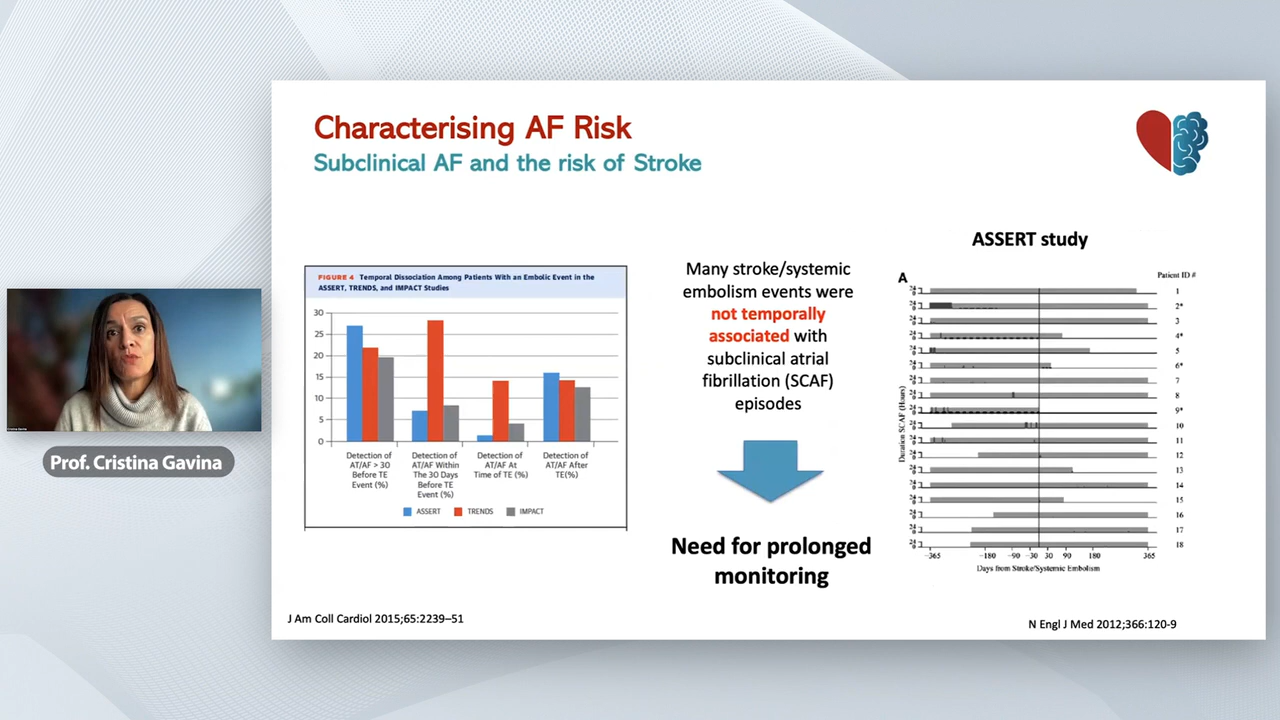 Characterising AF Risk
Subclinical AF and the risk of Stroke
Prof. Cristina Gavina
FIGURE 4 Temporal Dissociation Among Patients With an Embolic Event in the
ASSERT, TRENDS, and IMPACT Studies
30
25
20
15
10
5
0
Detection of
AT/AF > 30
Before TE
Event (%)
Detection of
AT/AF Within
The 30 Days
Before TE
Event (%)
Detection of
AT/AF At
Time of TE (%)
Detection of
AT/AF After
TE(%)
ASSERT TRENDS IMPACT
J Am Coll Cardiol 2015;65:2239–51
Many stroke/systemic
embolism events were
not temporally
associated with
subclinical atrial
fibrillation (SCAF)
episodes
Need for prolonged
monitoring
ASSERT study
A
Patient ID #
1
2*
3
4*
5
6*
7
8
9*
10
11
12
13
14
15
16
17
18
Duration SCAF (Hours)
−365 −180 −90 −30 30 90 180 365
Days from Stroke/Systemic Embolism
N Engl J Med 2012;366:120-9